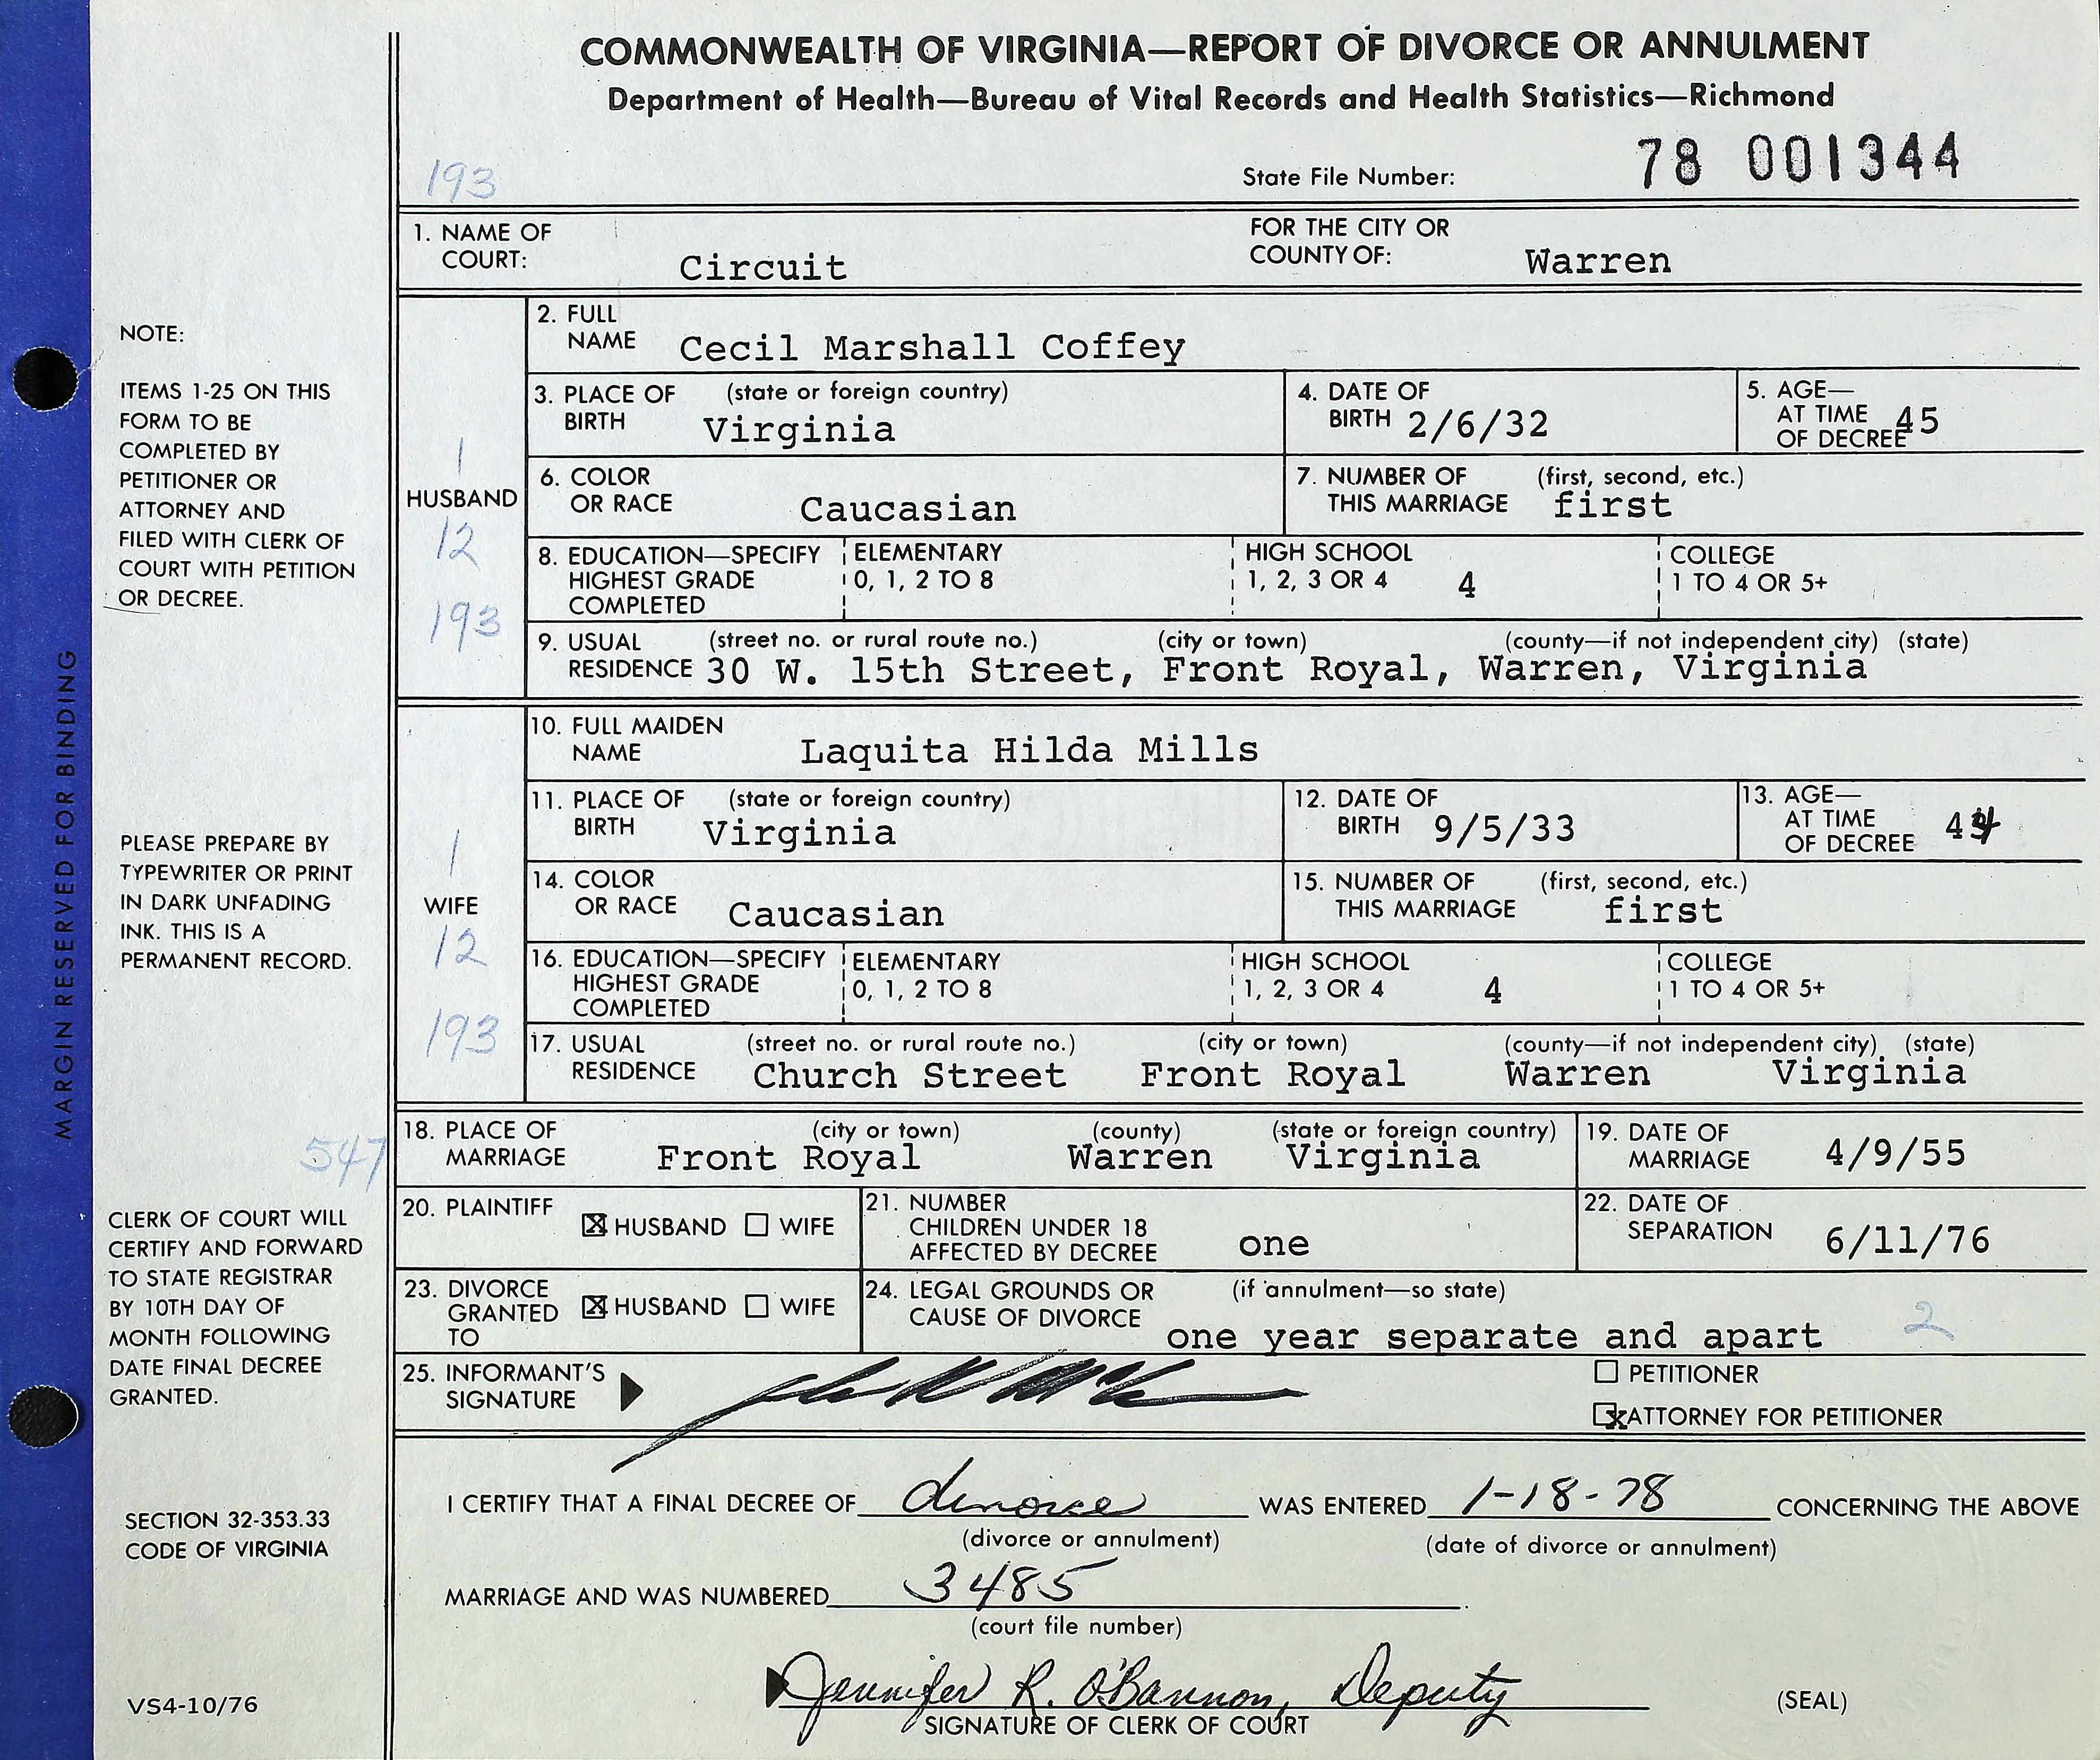 COMMONWEALTH OF VIRGINIA—REPORT OF DIVORCE OR ANNULMENT
Department of Health—Bureau of Vital Records and Health Statistics—Richmond
193
State File Number: 78 001344
1. NAME OF COURT: Circuit FOR THE CITY OR COUNTY OF: Warren
HUSBAND
1
12
193
2. FULL NAME Cecil Marshall Coffey
3. PLACE OF BIRTH (state or foreign country) Virginia
4. DATE OF BIRTH 2/6/32
5. AGE— AT TIME OF DECREE 45
6. COLOR OR RACE Caucasian
7. NUMBER OF THIS MARRIAGE (first, second, etc.) first
8. EDUCATION—SPECIFY HIGHEST GRADE COMPLETED
ELEMENTARY 0, 1, 2 TO 8
HIGH SCHOOL 1, 2, 3 OR 4 4
COLLEGE 1 TO 4 OR 5+
9. USUAL RESIDENCE (street no. or rural route no.) (city or town) (county—if not independent city) (state)
30 W. 15th Street, Front Royal, Warren, Virginia
WIFE
1
12
193
10. FULL MAIDEN NAME Laquita Hilda Mills
11. PLACE OF BIRTH (state or foreign country) Virginia
12. DATE OF BIRTH 9/5/33
13. AGE— AT TIME OF DECREE 44
14. COLOR OR RACE Caucasian
15. NUMBER OF THIS MARRIAGE (first, second, etc.) first
16. EDUCATION—SPECIFY HIGHEST GRADE COMPLETED
ELEMENTARY 0, 1, 2 TO 8
HIGH SCHOOL 1, 2, 3 OR 4 4
COLLEGE 1 TO 4 OR 5+
17. USUAL RESIDENCE (street no. or rural route no.) (city or town) (county—if not independent city) (state)
Church Street Front Royal Warren Virginia
547
18. PLACE OF MARRIAGE (city or town) (county) (state or foreign country)
Front Royal Warren Virginia
19. DATE OF MARRIAGE 4/9/55
20. PLAINTIFF X HUSBAND WIFE
21. NUMBER CHILDREN UNDER 18 AFFECTED BY DECREE one
22. DATE OF SEPARATION 6/11/76
23. DIVORCE GRANTED TO X HUSBAND WIFE
24. LEGAL GROUNDS OR CAUSE OF DIVORCE (if annulment—so state)
one year separate and apart 2
25. INFORMANT'S SIGNATURE
PETITIONER
X ATTORNEY FOR PETITIONER
I CERTIFY THAT A FINAL DECREE OF divorce WAS ENTERED 1-18-78 CONCERNING THE ABOVE
(divorce or annulment) (date of divorce or annulment)
MARRIAGE AND WAS NUMBERED 3485.
(court file number)
Jennifer R. O'Bannon, Deputy
SIGNATURE OF CLERK OF COURT
(SEAL)
MARGIN RESERVED FOR BINDING
NOTE:
ITEMS 1-25 ON THIS
FORM TO BE
COMPLETED BY
PETITIONER OR
ATTORNEY AND
FILED WITH CLERK OF
COURT WITH PETITION
OR DECREE.
PLEASE PREPARE BY
TYPEWRITER OR PRINT
IN DARK UNFADING
INK. THIS IS A
PERMANENT RECORD.
CLERK OF COURT WILL
CERTIFY AND FORWARD
TO STATE REGISTRAR
BY 10TH DAY OF
MONTH FOLLOWING
DATE FINAL DECREE
GRANTED.
SECTION 32-353.33
CODE OF VIRGINIA
VS4-10/76